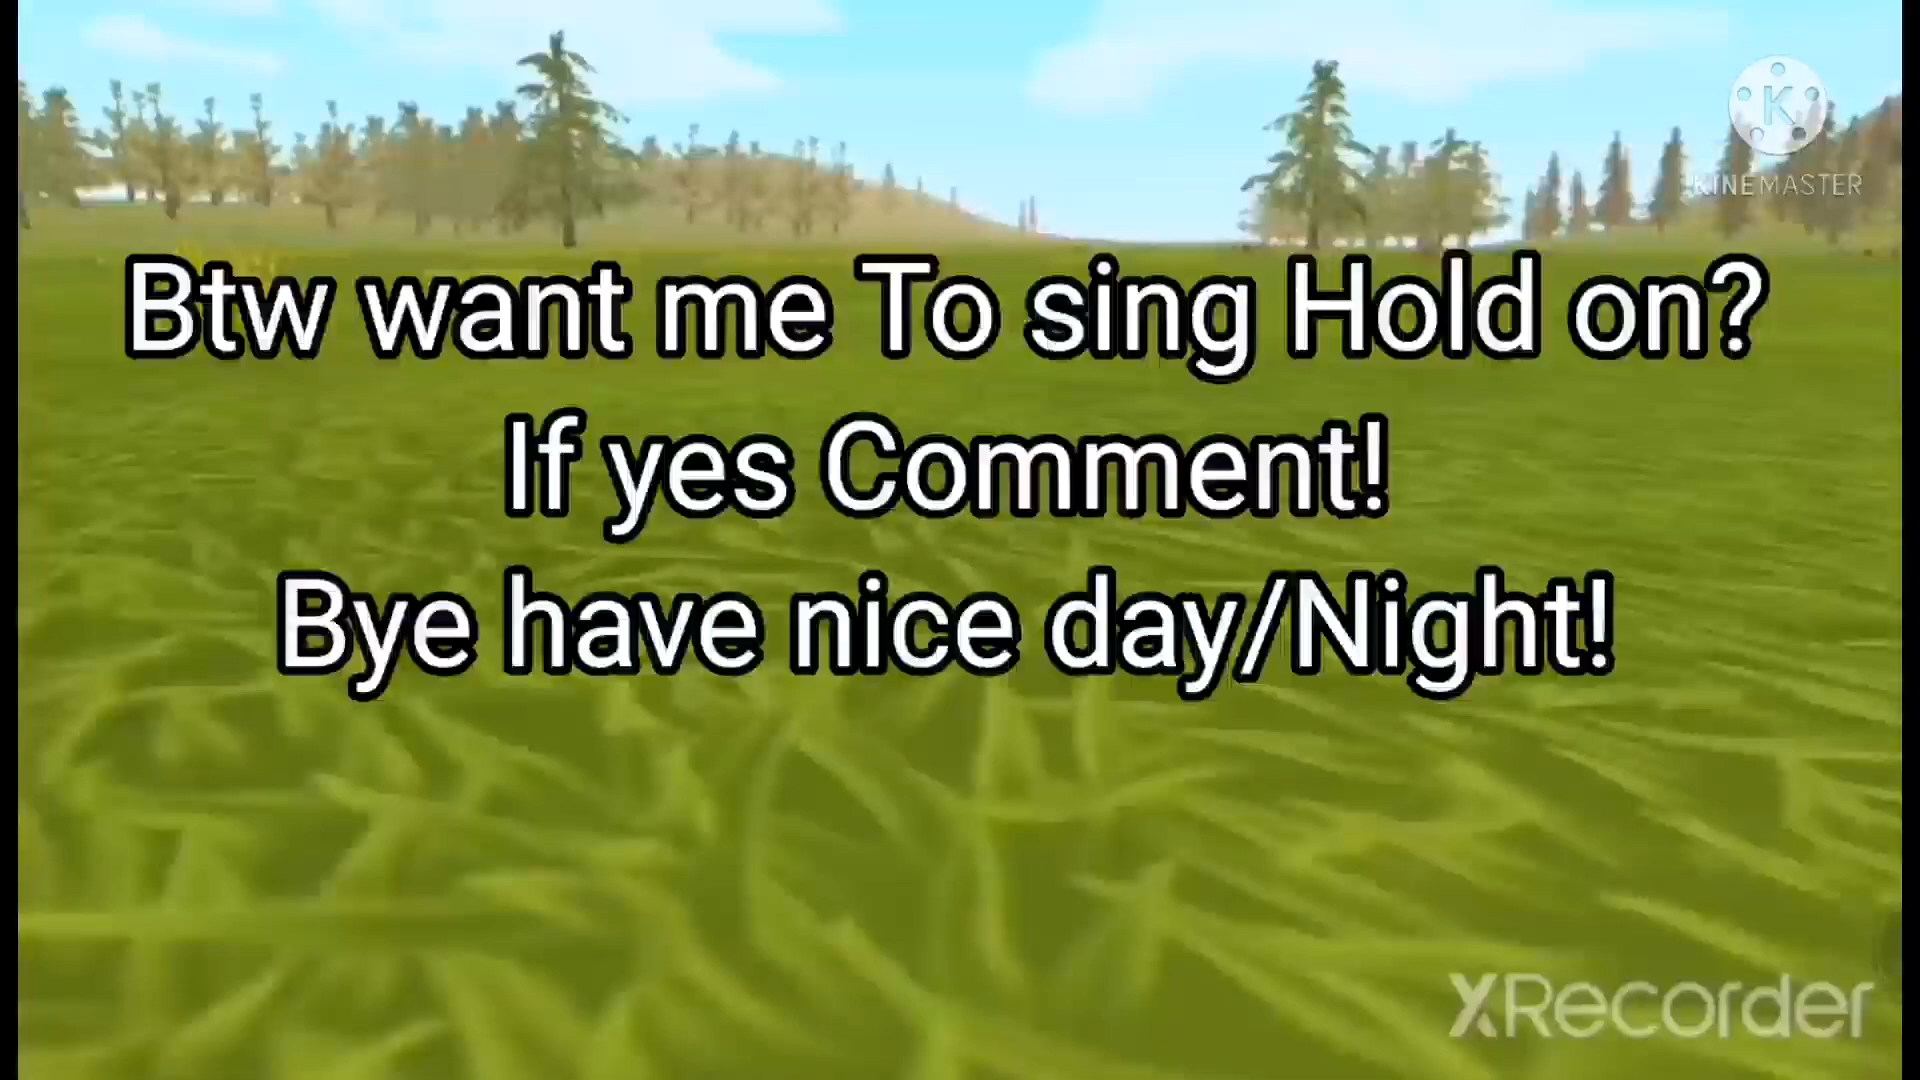 K
KINEMASTER
Btw want me To sing Hold on?
If yes Comment!
Bye have nice day/Night!
XRecorder